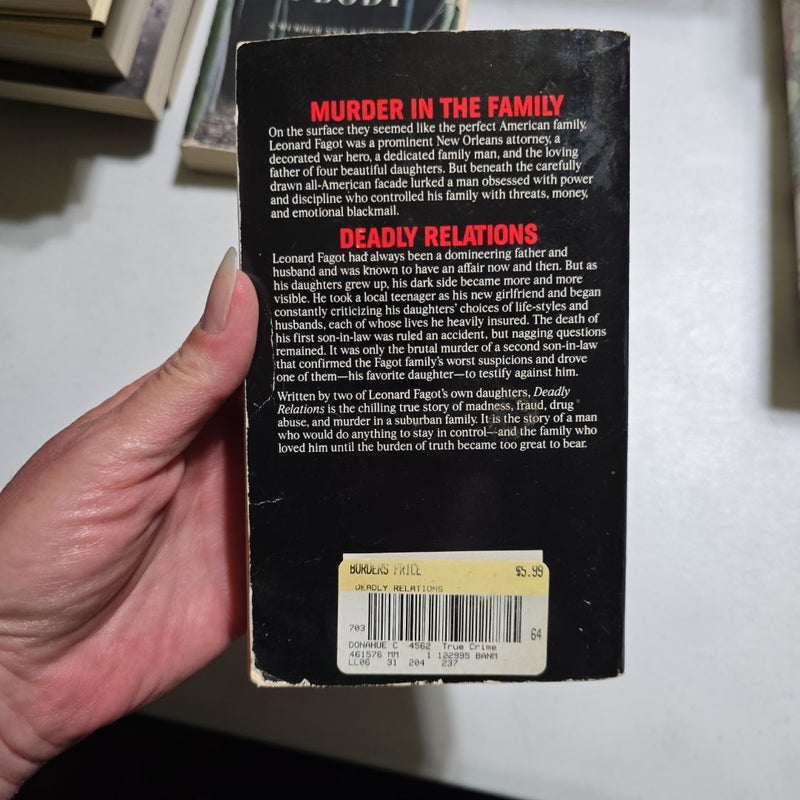 MURDER IN THE FAMILY
On the surface they seemed like the perfect American family.
Leonard Fagot was a prominent New Orleans attorney, a
decorated war hero, a dedicated family man, and the loving
father of four beautiful daughters. But beneath the carefully
drawn all-American facade lurked a man obsessed with power
and discipline who controlled his family with threats, money,
and emotional blackmail.
DEADLY RELATIONS
Leonard Fagot had always been a domineering father and
husband and was known to have an affair now and then. But as
his daughters grew up, his dark side became more and more
visible. He took a local teenager as his new girlfriend and began
constantly criticizing his daughters' choices of life-styles and
husbands, each of whose lives he heavily insured. The death of
his first son-in-law was ruled an accident, but nagging questions
remained. It was only the brutal murder of a second son-in-law
that confirmed the Fagot family's worst suspicions and drove
one of them—his favorite daughter—to testify against him.
Written by two of Leonard Fagot's own daughters, Deadly
Relations is the chilling true story of madness, fraud, drug
abuse, and murder in a suburban family. It is the story of a man
who would do anything to stay in control—and the family who
loved him until the burden of truth became too great to bear.
BORDERS PRICE $5.99
DEADLY RELATIONS
703 64
DONAHUE C 4562 True Crime
461576 MM 1 122995 BANM
LL06 31 204 237